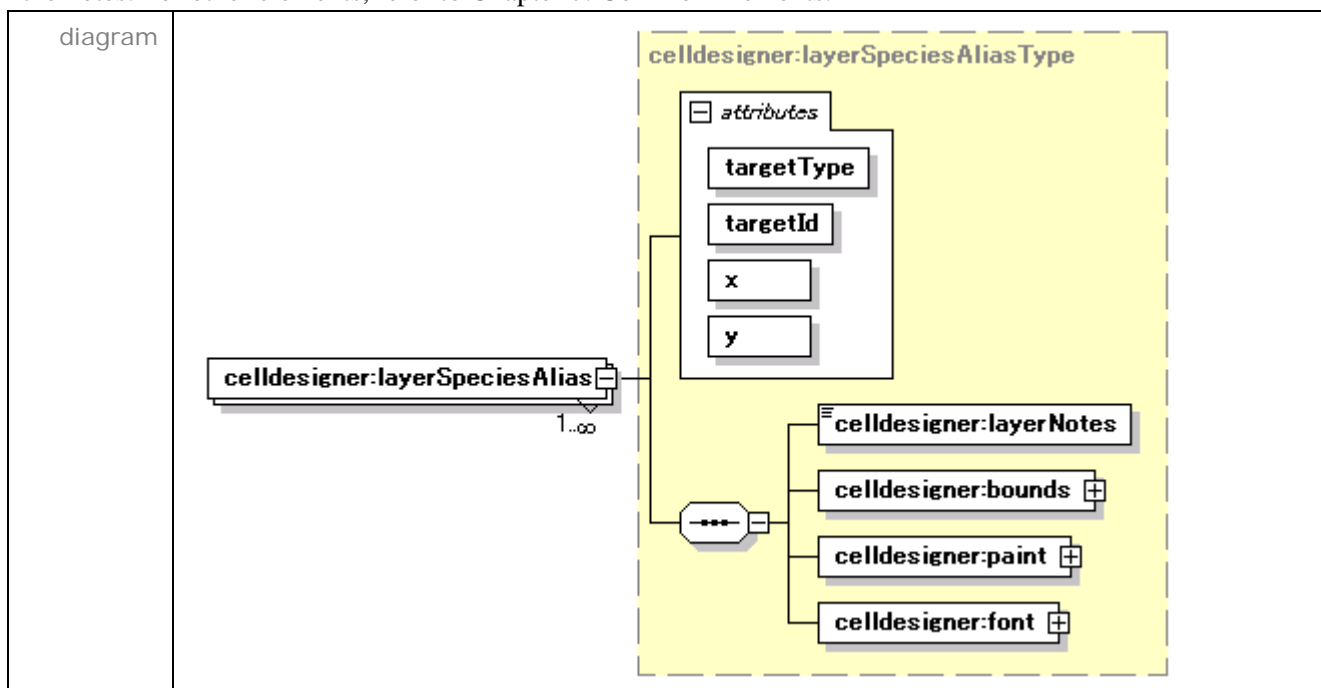 diagram
celldesigner:layerSpeciesAliasType
attributes
targetType
targetId
x
y
celldesigner:layerSpeciesAlias
1..∞
celldesigner:layerNotes
celldesigner:bounds
celldesigner:paint
celldesigner:font